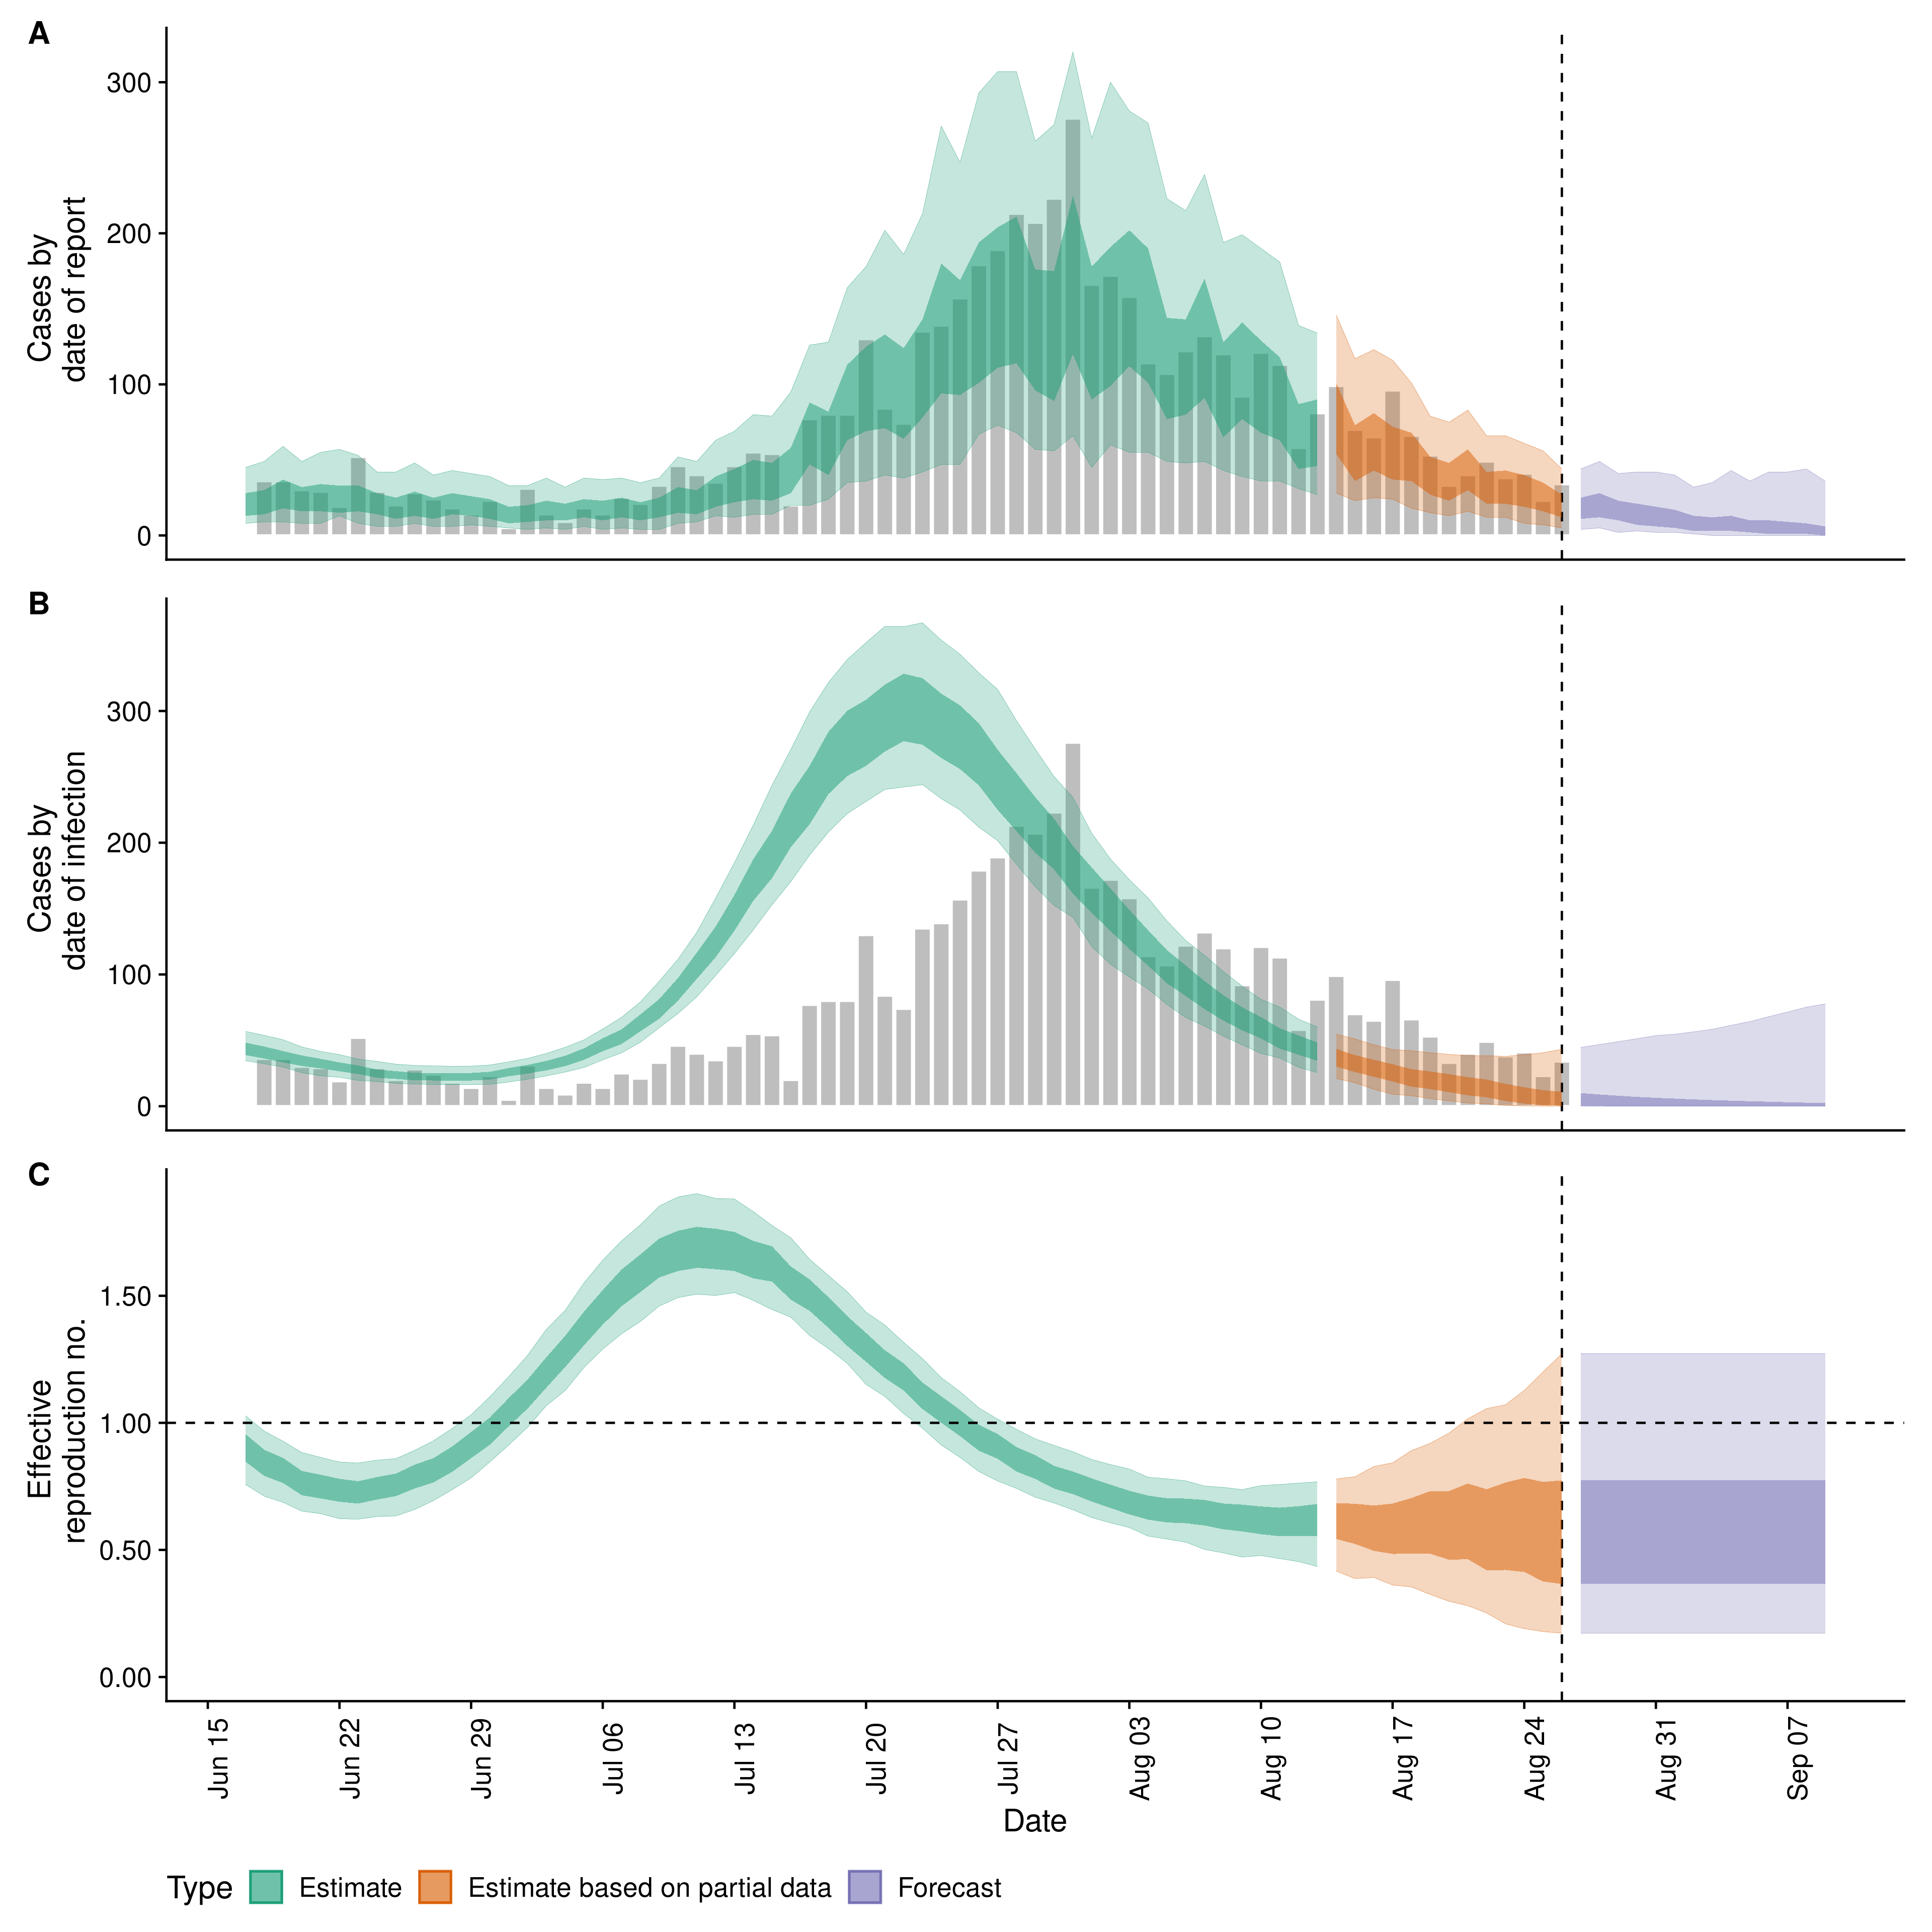 A
Cases by
date of report
300
200
100
0
B
Cases by
date of infection
300
200
100
0
C
Effective
reproduction no.
1.50
1.00
0.50
0.00
Jun 15
Jun 22
Jun 29
Jul 06
Jul 13
Jul 20
Jul 27
Aug 03
Aug 10
Aug 17
Aug 24
Aug 31
Sep 07
Date
Type Estimate Estimate based on partial data Forecast